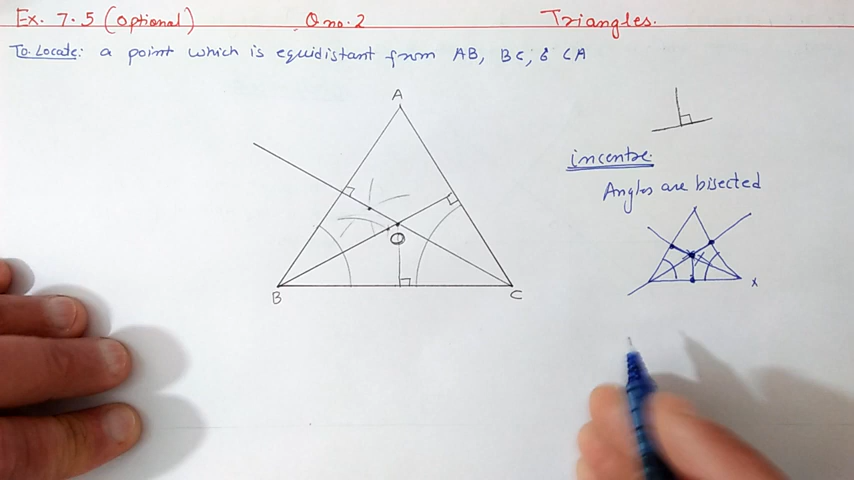 Ex. 7.5 (Optional) Q no. 2 Triangles.
To Locate: a point which is equidistant from AB, BC, & CA
A
incentre
Angles are bisected
O
B C
x